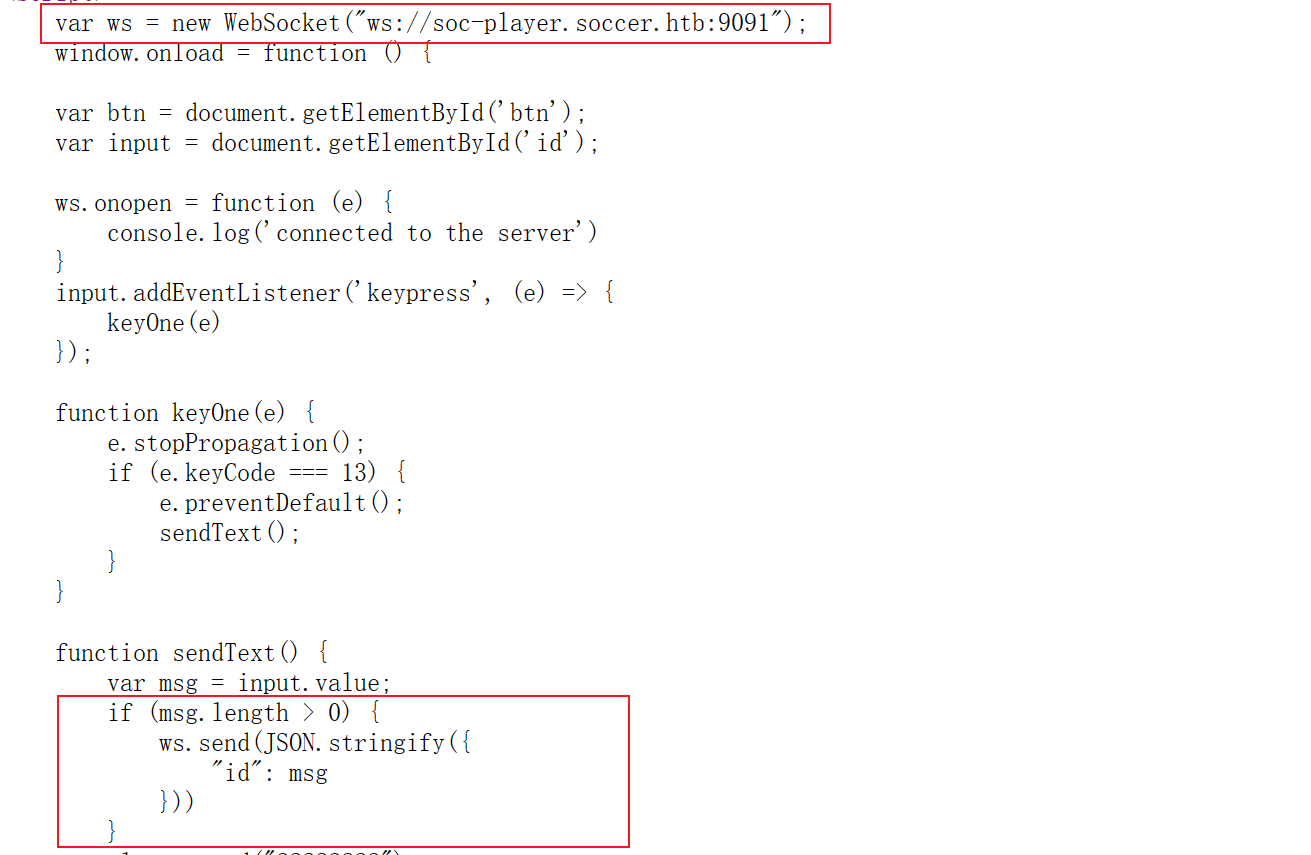 var ws = new WebSocket("ws://soc-player.soccer.htb:9091");
window.onload = function () {
var btn = document.getElementById('btn');
var input = document.getElementById('id');
ws.onopen = function (e) {
console.log('connected to the server')
}
input.addEventListener('keypress', (e) => {
keyOne(e)
});
function keyOne(e) {
e.stopPropagation();
if (e.keyCode === 13) {
e.preventDefault();
sendText();
}
}
function sendText() {
var msg = input.value;
if (msg.length > 0) {
ws.send(JSON.stringify({
"id": msg
}))
}